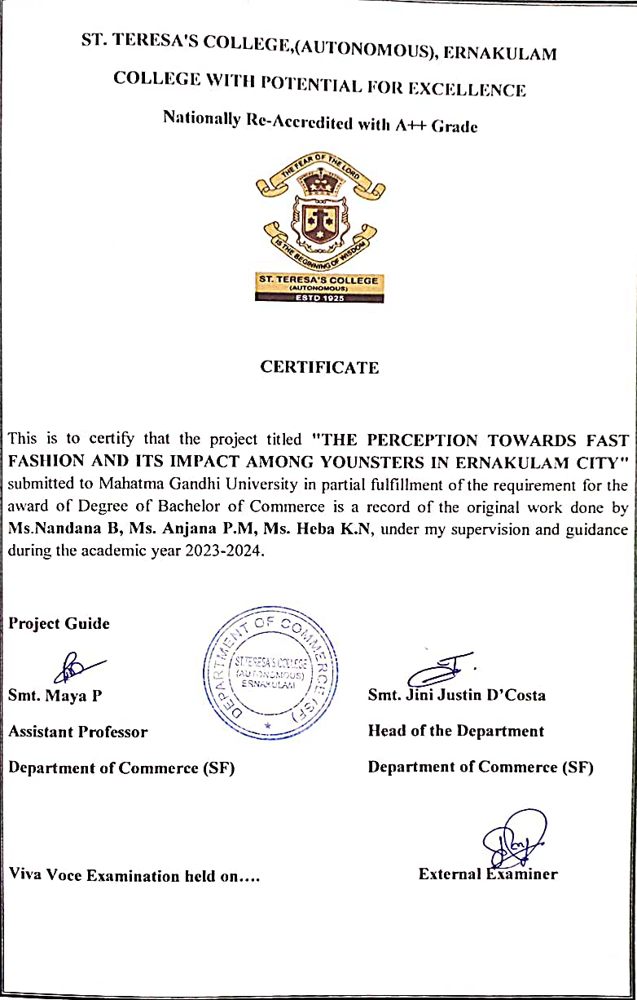 ST. TERESA'S COLLEGE,(AUTONOMOUS), ERNAKULAM
COLLEGE WITH POTENTIAL FOR EXCELLENCE
Nationally Re-Accredited with A++ Grade
THE FEAR OF THE LORD
IS THE BEGINNING OF WISDOM
ST. TERESA'S COLLEGE
(AUTONOMOUS)
ESTD 1925
CERTIFICATE
This is to certify that the project titled "THE PERCEPTION TOWARDS FAST
FASHION AND ITS IMPACT AMONG YOUNSTERS IN ERNAKULAM CITY"
submitted to Mahatma Gandhi University in partial fulfillment of the requirement for the
award of Degree of Bachelor of Commerce is a record of the original work done by
Ms.Nandana B, Ms. Anjana P.M, Ms. Heba K.N, under my supervision and guidance
during the academic year 2023-2024.
Project Guide
DEPARTMENT OF COMMERCE (SF)
ST.TERESA'S COLLEGE
(AUTONOMOUS)
ERNAKULAM
Smt. Maya P
Smt. Jini Justin D’Costa
Assistant Professor
Head of the Department
Department of Commerce (SF)
Department of Commerce (SF)
Viva Voce Examination held on….
External Examiner